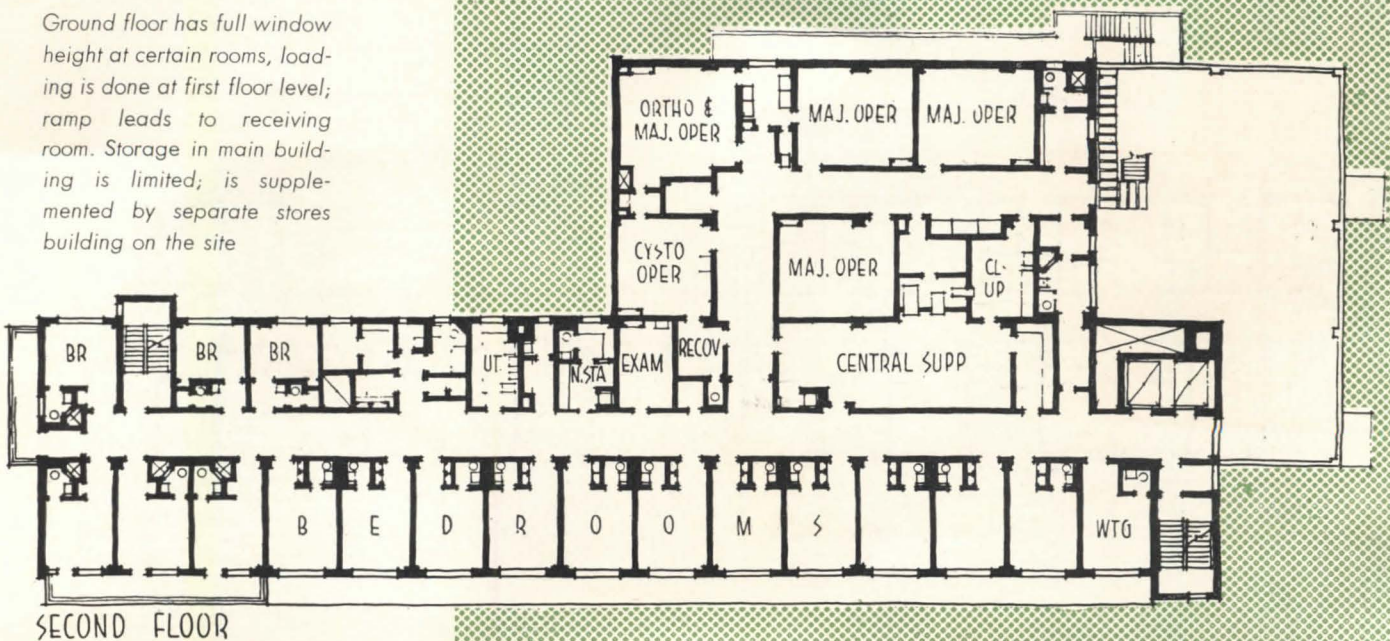 Ground floor has full window
height at certain rooms, load-
ing is done at first floor level;
ramp leads to receiving
room. Storage in main build-
ing is limited; is supple-
mented by separate stores
building on the site
ORTHO &
MAJ. OPER
MAJ. OPER
MAJ. OPER
CYSTO
OPER
MAJ. OPER
CL-
UP
BR
BR
BR
UT
N.STA
EXAM
RECOV
CENTRAL SUPP
B E D R O O M S
WTG
SECOND FLOOR